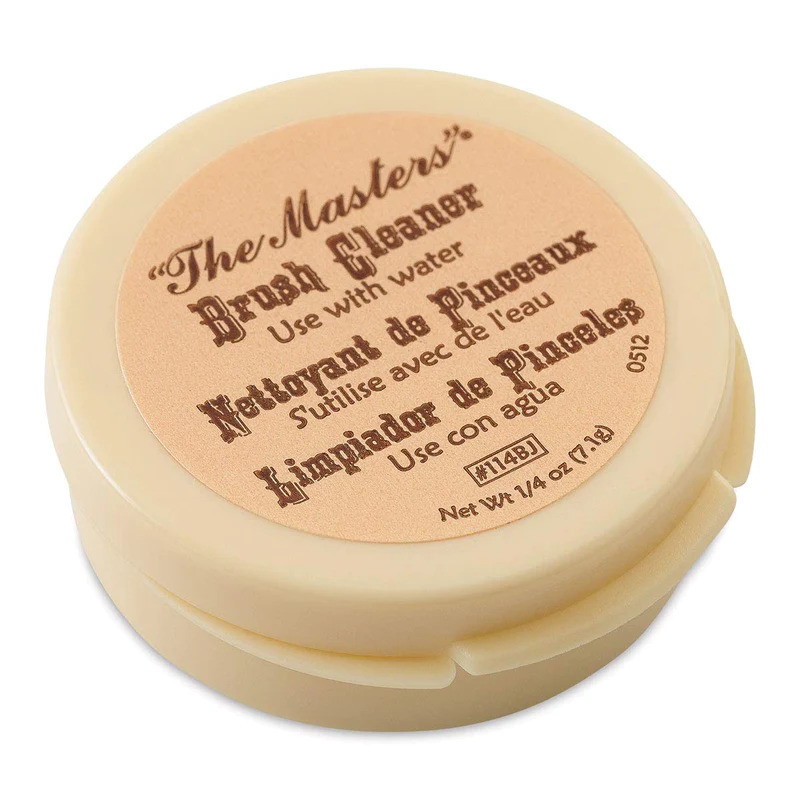 "The Masters"®
Brush Cleaner
Use with water
Nettoyant de Pinceaux
S'utilise avec de l'eau
Limpiador de Pinceles
Use con agua
#114BJ
Net Wt 1/4 oz (7.1g)
0512